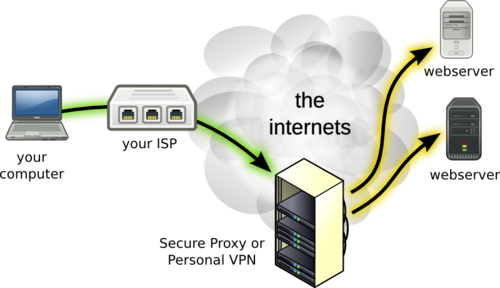 the
internets
webserver
your ISP
your
computer
webserver
Secure Proxy or
Personal VPN